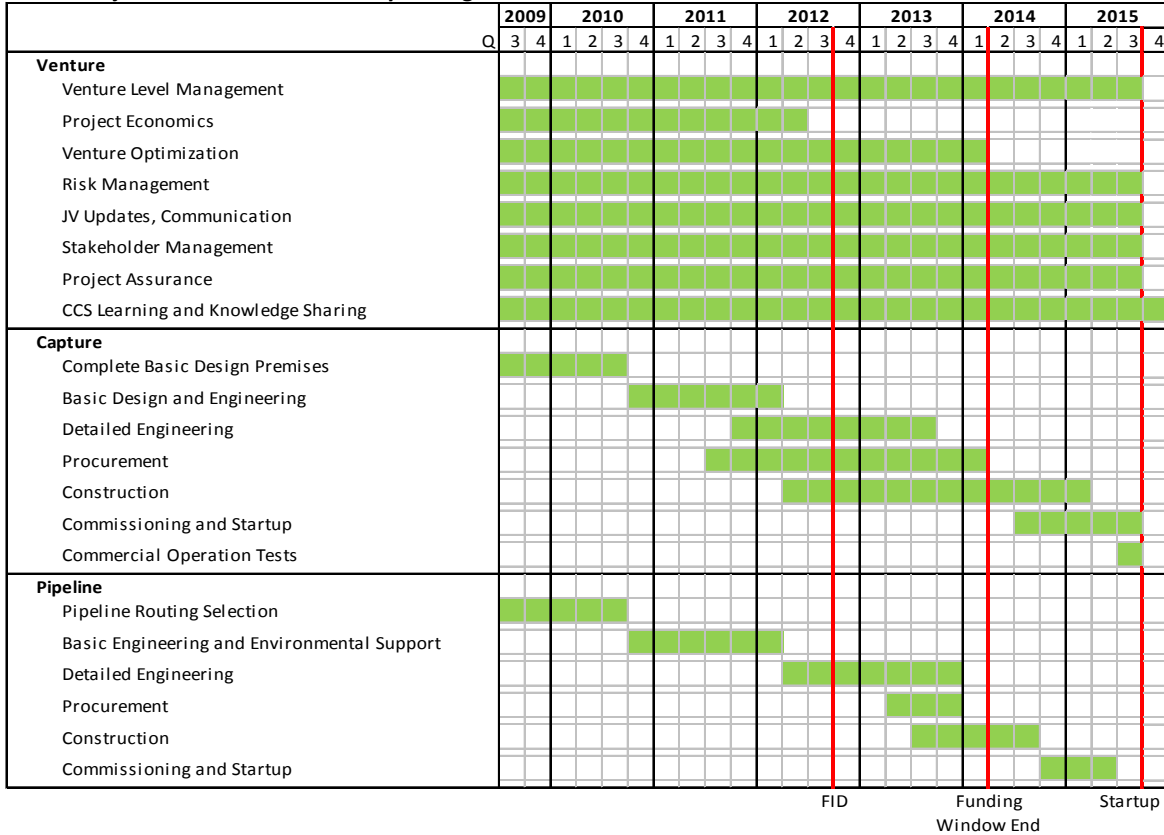 2009 2010 2011 2012 2013 2014 2015
Q 3 4 1 2 3 4 1 2 3 4 1 2 3 4 1 2 3 4 1 2 3 4 1 2 3 4
Venture
Venture Level Management
Project Economics
Venture Optimization
Risk Management
JV Updates, Communication
Stakeholder Management
Project Assurance
CCS Learning and Knowledge Sharing
Capture
Complete Basic Design Premises
Basic Design and Engineering
Detailed Engineering
Procurement
Construction
Commissioning and Startup
Commercial Operation Tests
Pipeline
Pipeline Routing Selection
Basic Engineering and Environmental Support
Detailed Engineering
Procurement
Construction
Commissioning and Startup
FID Funding Startup
Window End